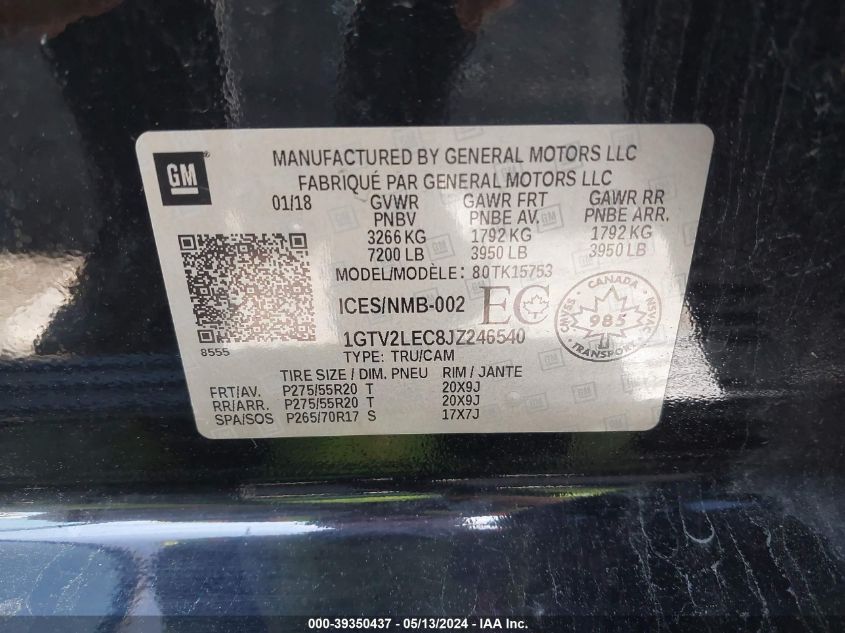 GM
MANUFACTURED BY GENERAL MOTORS LLC
FABRIQUÉ PAR GENERAL MOTORS LLC
01/18 GVWR GAWR FRT GAWR RR
PNBV PNBE AV. PNBE ARR.
3266 KG 1792 KG 1792 KG
7200 LB 3950 LB 3950 LB
MODEL/MODÈLE: 80TK15753
ICES/NMB-002 EC
CANADA
NSVAC 985 CNSVA
TRANSPORT
8555
1GTV2LEC8JZ246540
TYPE: TRU/CAM
TIRE SIZE / DIM. PNEU RIM / JANTE
FRT/AV. P275/55R20 T 20X9J
RR/ARR. P275/55R20 T 20X9J
SPA/SOS P265/70R17 S 17X7J
000-39350437 - 05/13/2024 - IAA Inc.